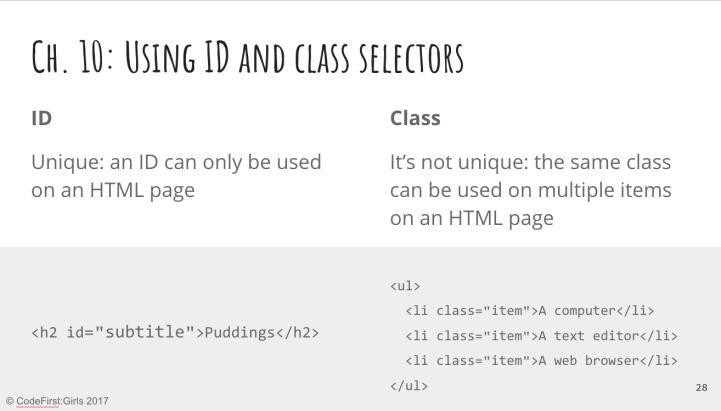 Ch. 10: Using ID and class selectors
ID
Unique: an ID can only be used
on an HTML page
Class
It’s not unique: the same class
can be used on multiple items
on an HTML page
<h2 id="subtitle">Puddings</h2>
<ul>
  <li class="item">A computer</li>
  <li class="item">A text editor</li>
  <li class="item">A web browser</li>
</ul>
© CodeFirst:Girls 2017
28